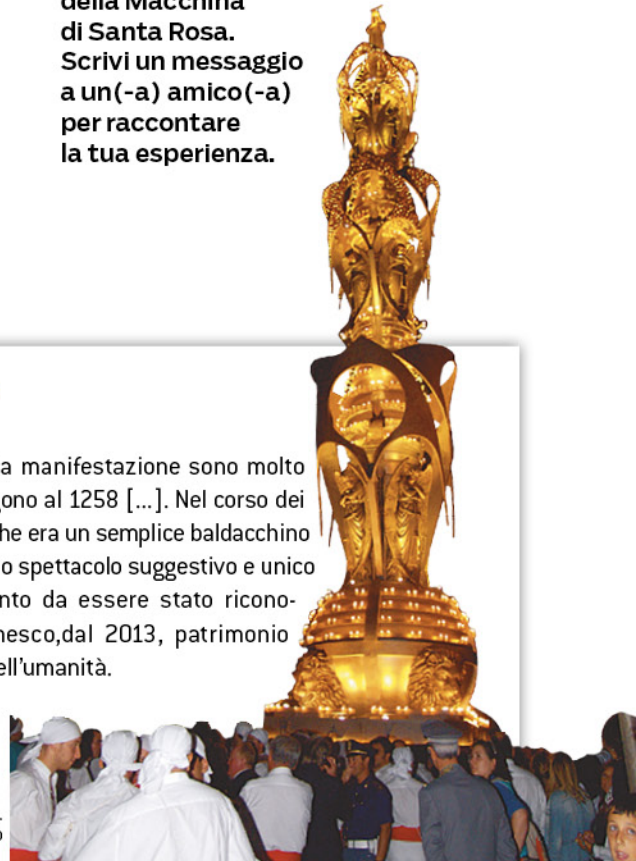 della Macchina
di Santa Rosa.
Scrivi un messaggio
a un(-a) amico(-a)
per raccontare
la tua esperienza.
a manifestazione sono molto
ono al 1258 [...]. Nel corso dei
he era un semplice baldacchino
o spettacolo suggestivo e unico
nto da essere stato ricono-
nesco,dal 2013, patrimonio
ell'umanità.